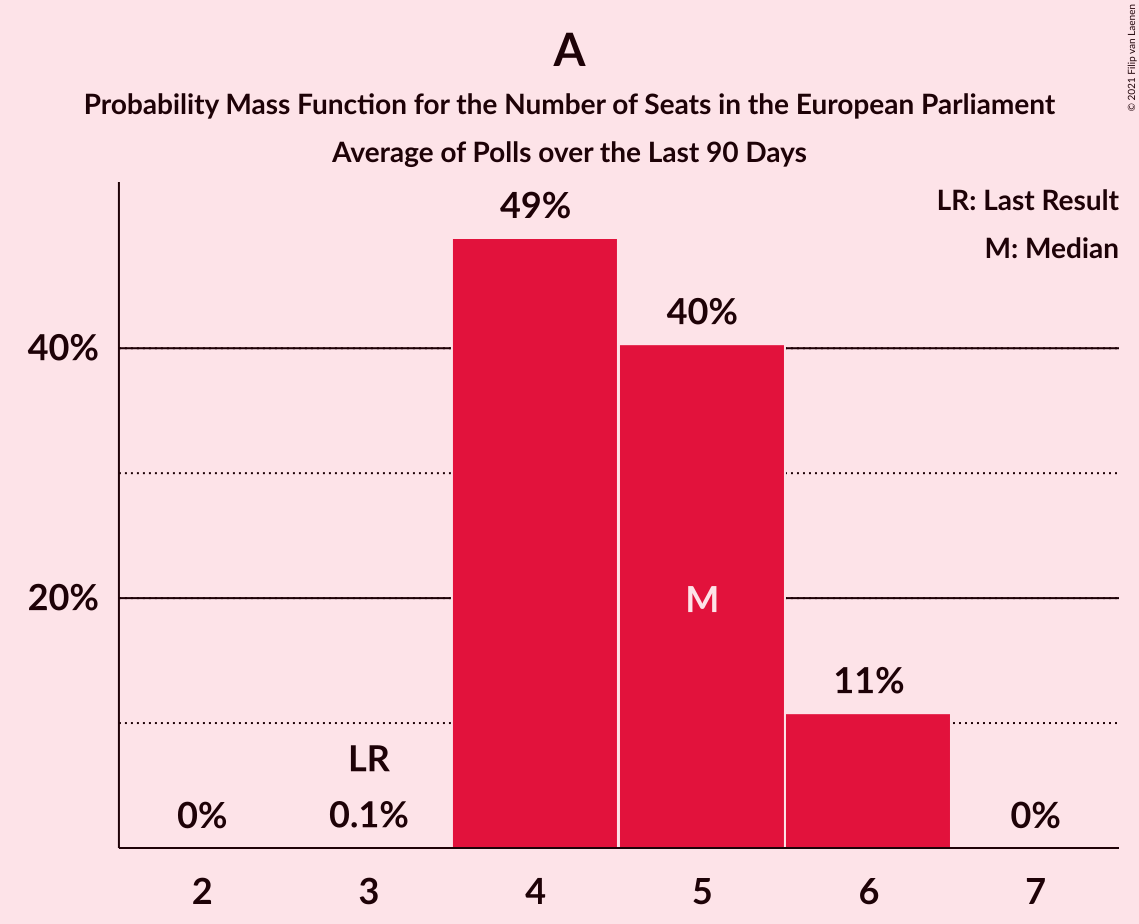 A
Probability Mass Function for the Number of Seats in the European Parliament
Average of Polls over the Last 90 Days
© 2021 Filip van Laenen
LR: Last Result
M: Median
49%
40%
40%
20%
M
11%
LR
0%
0.1%
0%
2
3
4
5
6
7